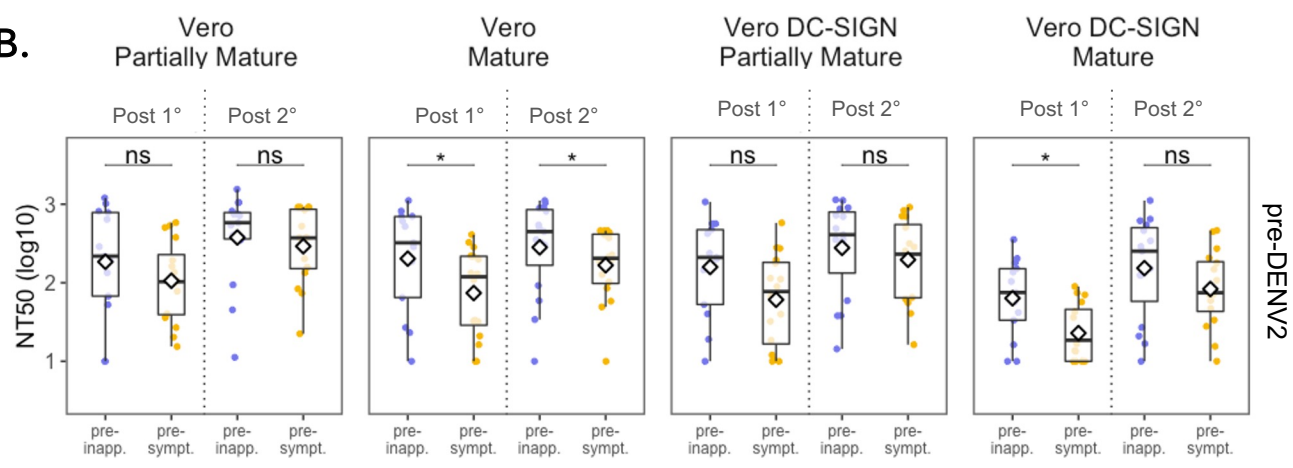 B.
Vero
Partially Mature
Vero
Mature
Vero DC-SIGN
Partially Mature
Vero DC-SIGN
Mature
Post 1° Post 2°
Post 1° Post 2°
Post 1° Post 2°
Post 1° Post 2°
ns ns
* *
ns ns
* ns
NT50 (log10)
3
2
1
pre-DENV2
pre-inapp. pre-sympt. pre-inapp. pre-sympt.
pre-inapp. pre-sympt. pre-inapp. pre-sympt.
pre-inapp. pre-sympt. pre-inapp. pre-sympt.
pre-inapp. pre-sympt. pre-inapp. pre-sympt.